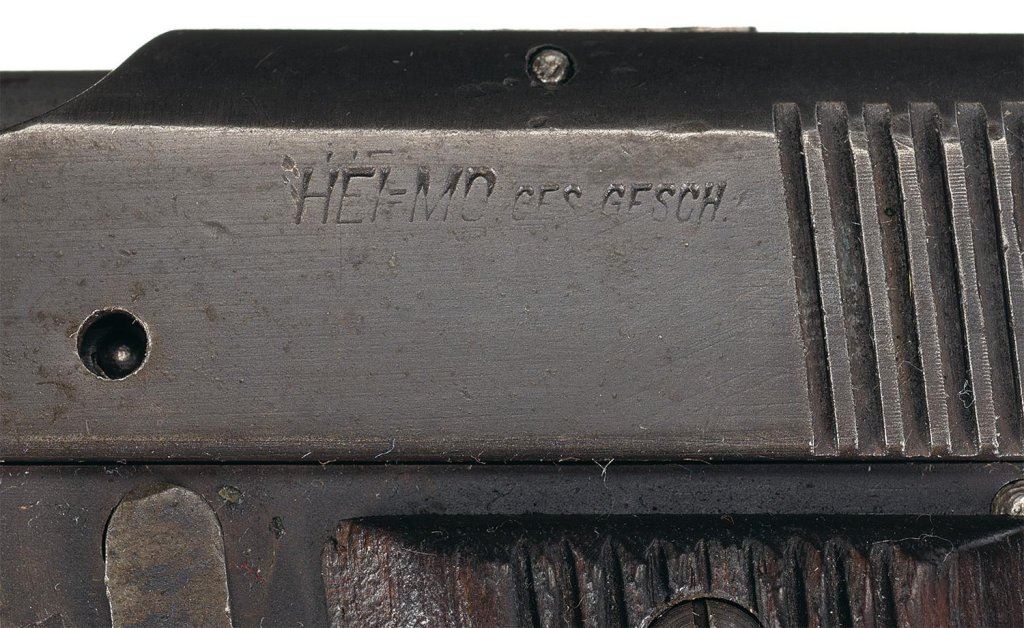 HEI-MO. GES. GESCH.